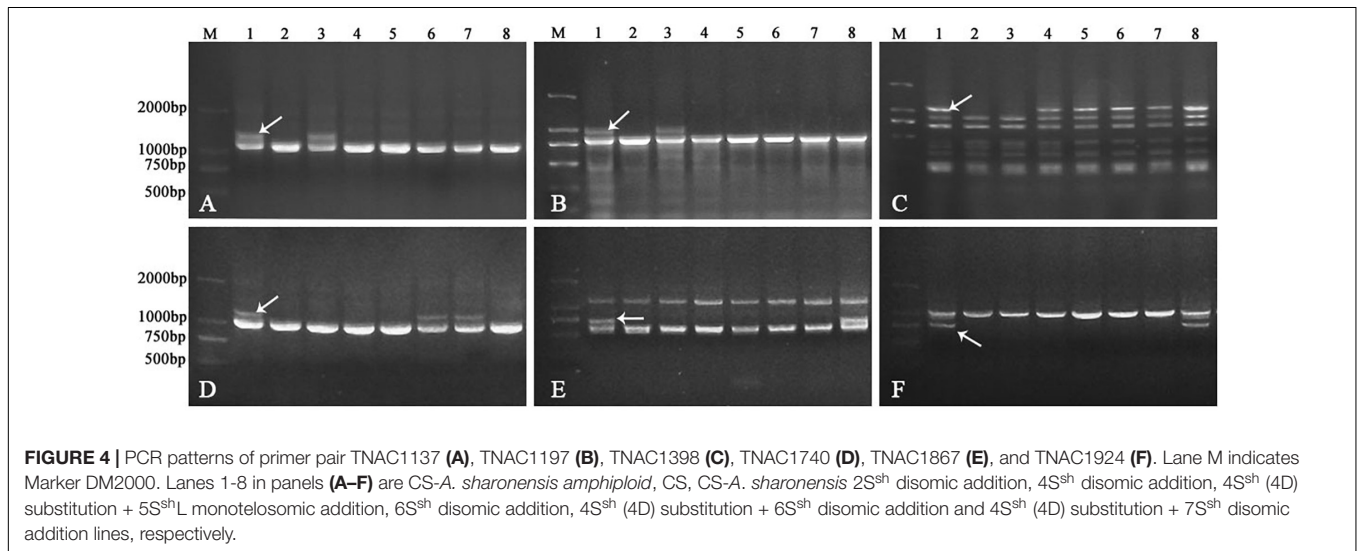 M 1 2 3 4 5 6 7 8 M 1 2 3 4 5 6 7 8 M 1 2 3 4 5 6 7 8
2000bp
1000bp
750bp
500bp
A B C
2000bp
1000bp
750bp
500bp
D E F
FIGURE 4 | PCR patterns of primer pair TNAC1137 (A), TNAC1197 (B), TNAC1398 (C), TNAC1740 (D), TNAC1867 (E), and TNAC1924 (F). Lane M indicates
Marker DM2000. Lanes 1-8 in panels (A–F) are CS-A. sharonensis amphiploid, CS, CS-A. sharonensis 2Sˢʰ disomic addition, 4Sˢʰ disomic addition, 4Sˢʰ (4D)
substitution + 5SˢʰL monotelosomic addition, 6Sˢʰ disomic addition, 4Sˢʰ (4D) substitution + 6Sˢʰ disomic addition and 4Sˢʰ (4D) substitution + 7Sˢʰ disomic
addition lines, respectively.